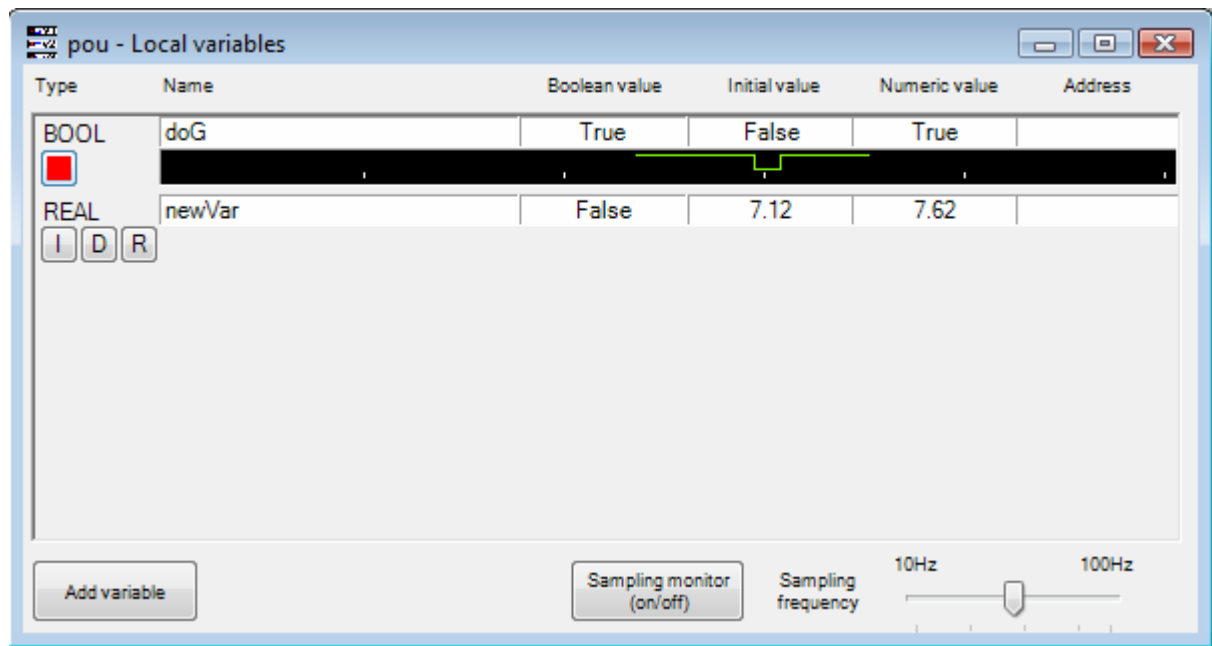 pou - Local variables
Type Name Boolean value Initial value Numeric value Address
BOOL doG True False True
REAL newVar False 7.12 7.62
I D R
10Hz 100Hz
Add variable Sampling monitor Sampling
(on/off) frequency